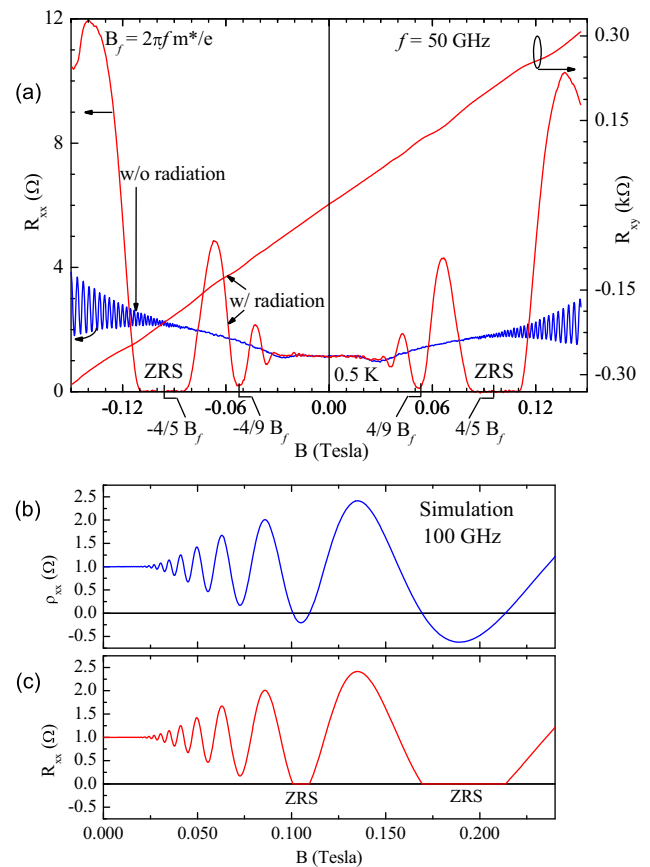 (a)
B_f = 2πf m*/e
f = 50 GHz
12
8
4
0
R_xx (Ω)
0.30
0.15
0.00
-0.15
-0.30
R_xy (kΩ)
w/o radiation
w/ radiation
ZRS
0.5 K
ZRS
-0.12 -0.06 0.00 0.06 0.12
-4/5 B_f -4/9 B_f 4/9 B_f 4/5 B_f
B (Tesla)
(b)
Simulation
100 GHz
2.5
2.0
1.5
1.0
0.5
0.0
-0.5
ρ_xx (Ω)
(c)
2.5
2.0
1.5
1.0
0.5
0.0
-0.5
R_xx (Ω)
ZRS ZRS
0.000 0.050 0.100 0.150 0.200
B (Tesla)